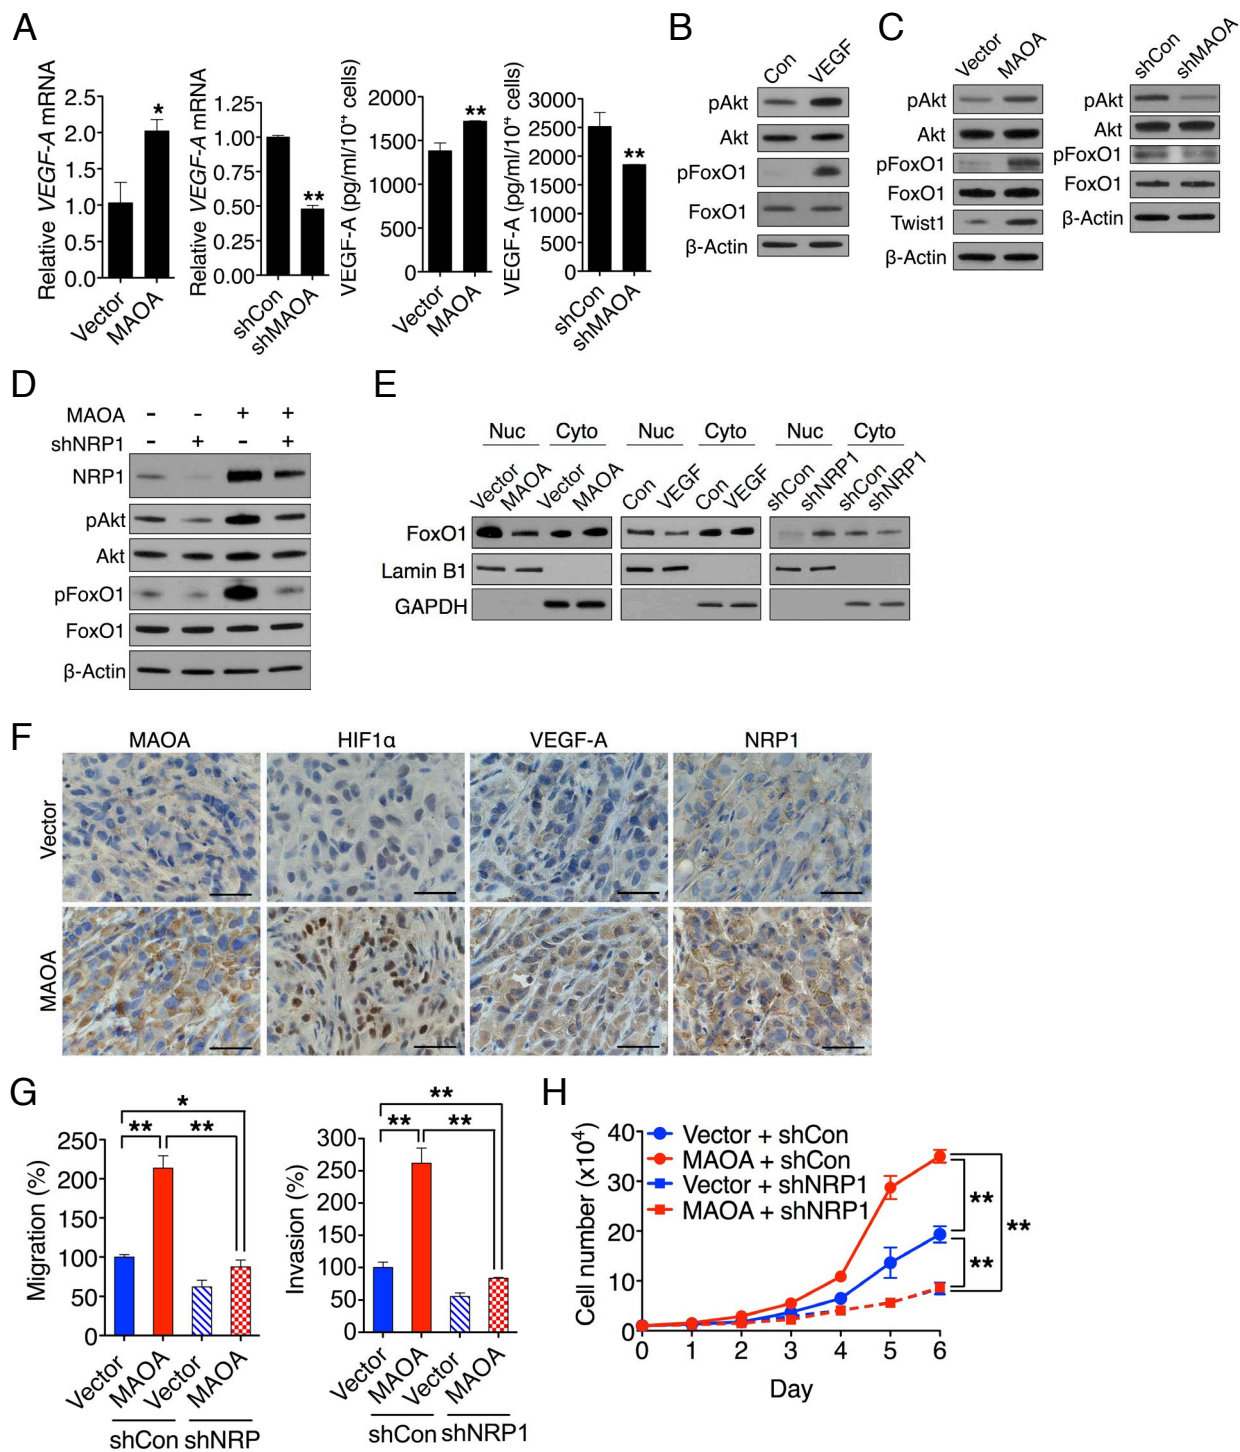 A
Relative VEGF-A mRNA
2.5
2.0
1.5
1.0
0.5
0.0
*
Vector
MAOA
Relative VEGF-A mRNA
1.25
1.00
0.75
0.50
0.25
0.00
**
shCon
shMAOA
VEGF-A (pg/ml/10⁴ cells)
2000
1500
1000
500
0
**
Vector
MAOA
VEGF-A (pg/ml/10⁴ cells)
3000
2500
2000
1500
1000
500
0
**
shCon
shMAOA
B
Con
VEGF
pAkt
Akt
pFoxO1
FoxO1
β-Actin
C
Vector
MAOA
pAkt
Akt
pFoxO1
FoxO1
Twist1
β-Actin
shCon
shMAOA
pAkt
Akt
pFoxO1
FoxO1
β-Actin
D
MAOA - - + +
shNRP1 - + - +
NRP1
pAkt
Akt
pFoxO1
FoxO1
β-Actin
E
Nuc Cyto Nuc Cyto Nuc Cyto
Vector MAOA Vector MAOA Con VEGF Con VEGF shCon shNRP1 shCon shNRP1
FoxO1
Lamin B1
GAPDH
F
MAOA HIF1α VEGF-A NRP1
Vector
MAOA
G
Migration (%)
250
200
150
100
50
0
*
** **
Vector MAOA Vector MAOA
shCon shNRP
Invasion (%)
300
250
200
150
100
50
0
**
** **
Vector MAOA Vector MAOA
shCon shNRP1
H
Cell number (x10⁴)
40
30
20
10
0
Vector + shCon
MAOA + shCon
Vector + shNRP1
MAOA + shNRP1
**
**
**
0 1 2 3 4 5 6
Day